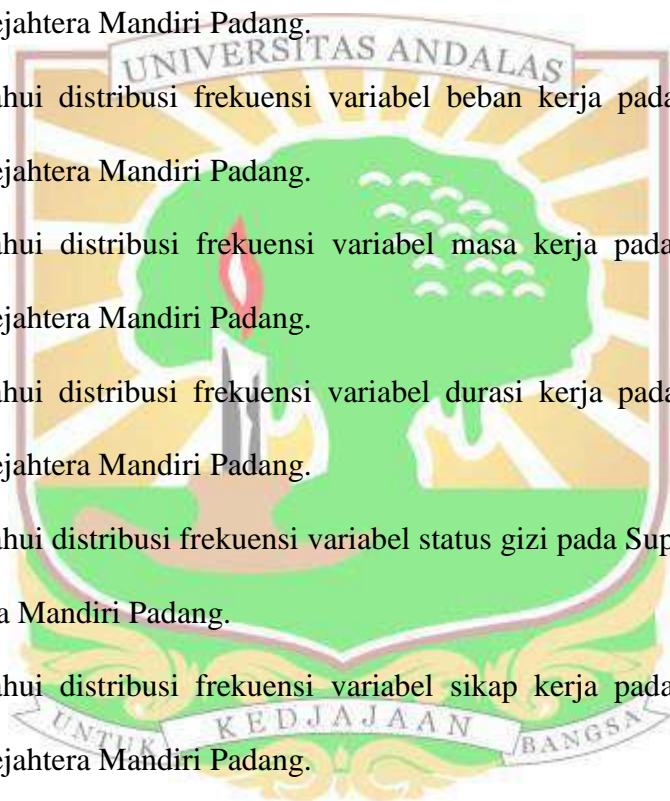 ejahtera Mandiri Padang.
UNIVERSITAS ANDALAS
ahui distribusi frekuensi variabel beban kerja pada
ejahtera Mandiri Padang.
ahui distribusi frekuensi variabel masa kerja pada
ejahtera Mandiri Padang.
ahui distribusi frekuensi variabel durasi kerja pada
ejahtera Mandiri Padang.
ahui distribusi frekuensi variabel status gizi pada Sup
a Mandiri Padang.
ahui distribusi frekuensi variabel sikap kerja pada
UNTUK KEDJAJAAN BANGSA
ejahtera Mandiri Padang.